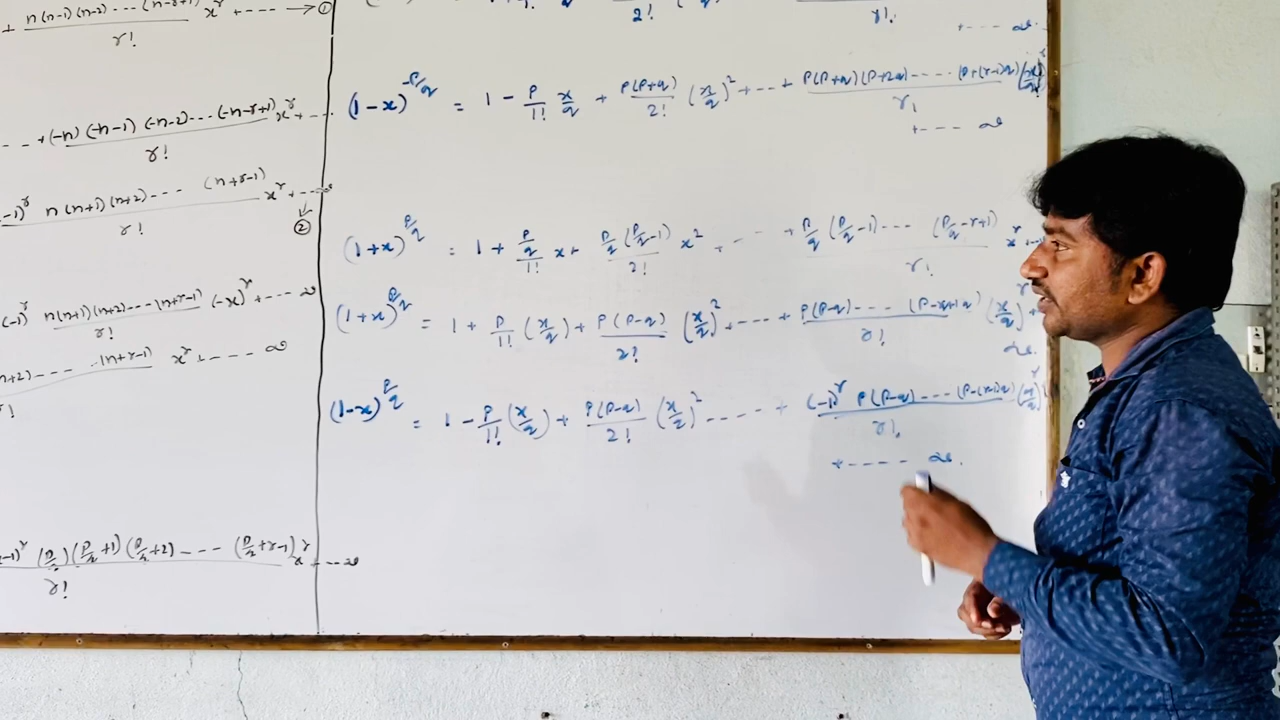 + n(n-1)(n-2)----(n-r+1)/r! x^r +---- → ①
-- +(-n)(-n-1)(-n-2)---(-n-r+1)/r! x^r +---
-1)^r n(n+1)(n+2)---- (n+r-1)/r! x^r +---∞
②
(-1)^r n(n+1)(n+2)----(n+r-1)/r! (-x)^r +---- ∞
n+2)---- -(n+r-1)/r! x^r +---- ∞
-1)^r (p/q)(p/q+1)(p/q+2)---- (p/q+r-1)/r! x^r +---∞
2!
r!
+--- ∞
(1-x)^(-p/q) = 1 - p/1! x/q + p(p+q)/2! (x/q)^2 +--- + p(p+q)(p+2q)-----(p+(r-1)q)/r! (x/q)^r
+--- ∞
(1+x)^(p/q) = 1 + (p/q)/1! x + p/q(p/q-1)/2! x^2 +--- + p/q(p/q-1)---- (p/q-r+1)/r! x^r +--
(1+x)^(p/q) = 1 + p/1! (x/q) + p(p-q)/2! (x/q)^2 +---- + p(p-q)----- /r! (x/q)^r +
∞.
(1-x)^(p/q) = 1 - p/1! (x/q) + p(p-q)/2! (x/q)^2 ---- + (-1)^r p(p-q)----(p-(r-1)q)/r! (x/q)^r
+---- ∞.